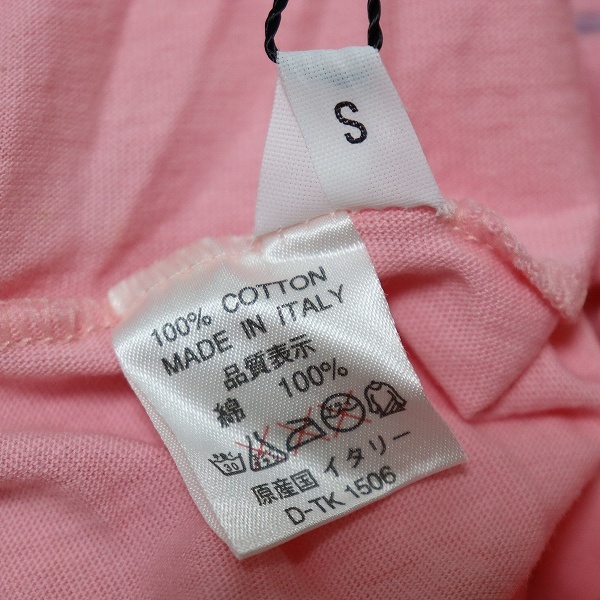 S
100% COTTON
MADE IN ITALY
品質表示
綿 100%
30
原産国 イタリー
D-TK 1506